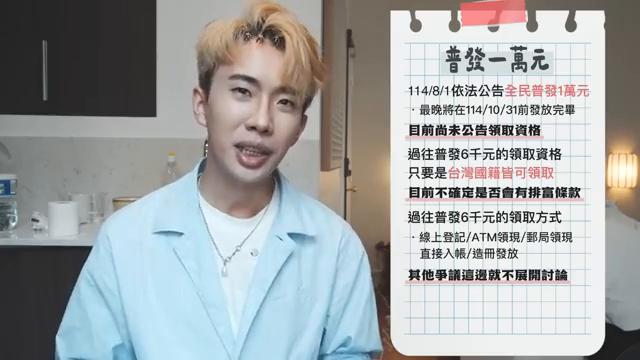 普發一萬元
114/8/1依法公告全民普發1萬元
·最晚將在114/10/31前發放完畢
目前尚未公告領取資格
過往普發6千元的領取資格
只要是台灣國籍皆可領取
目前不確定是否會有排富條款
過往普發6千元的領取方式
·線上登記/ATM領現/郵局領現
直接入帳/造冊發放
其他爭議這邊就不展開討論